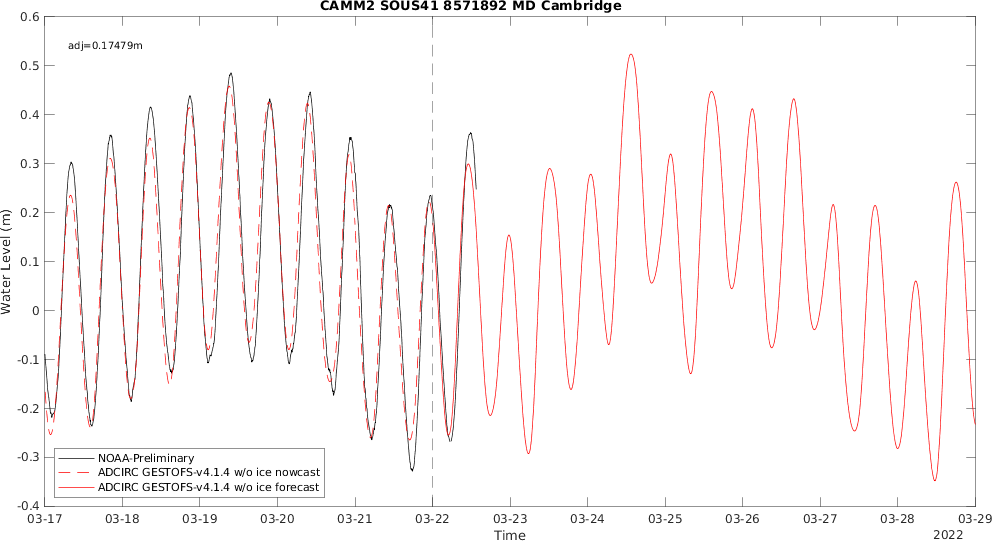 CAMM2 SOUS41 8571892 MD Cambridge
adj=0.17479m
0.6
0.5
0.4
0.3
0.2
0.1
0
-0.1
-0.2
-0.3
-0.4
Water Level (m)
NOAA-Preliminary
ADCIRC GESTOFS-v4.1.4 w/o ice nowcast
ADCIRC GESTOFS-v4.1.4 w/o ice forecast
03-17 03-18 03-19 03-20 03-21 03-22 03-23 03-24 03-25 03-26 03-27 03-28 03-29
Time
2022